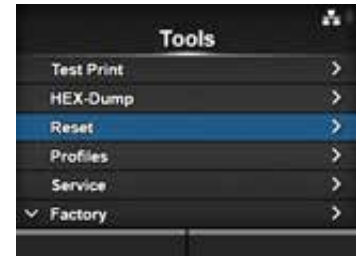 Tools
Test Print
HEX-Dump
Reset
Profiles
Service
Factory